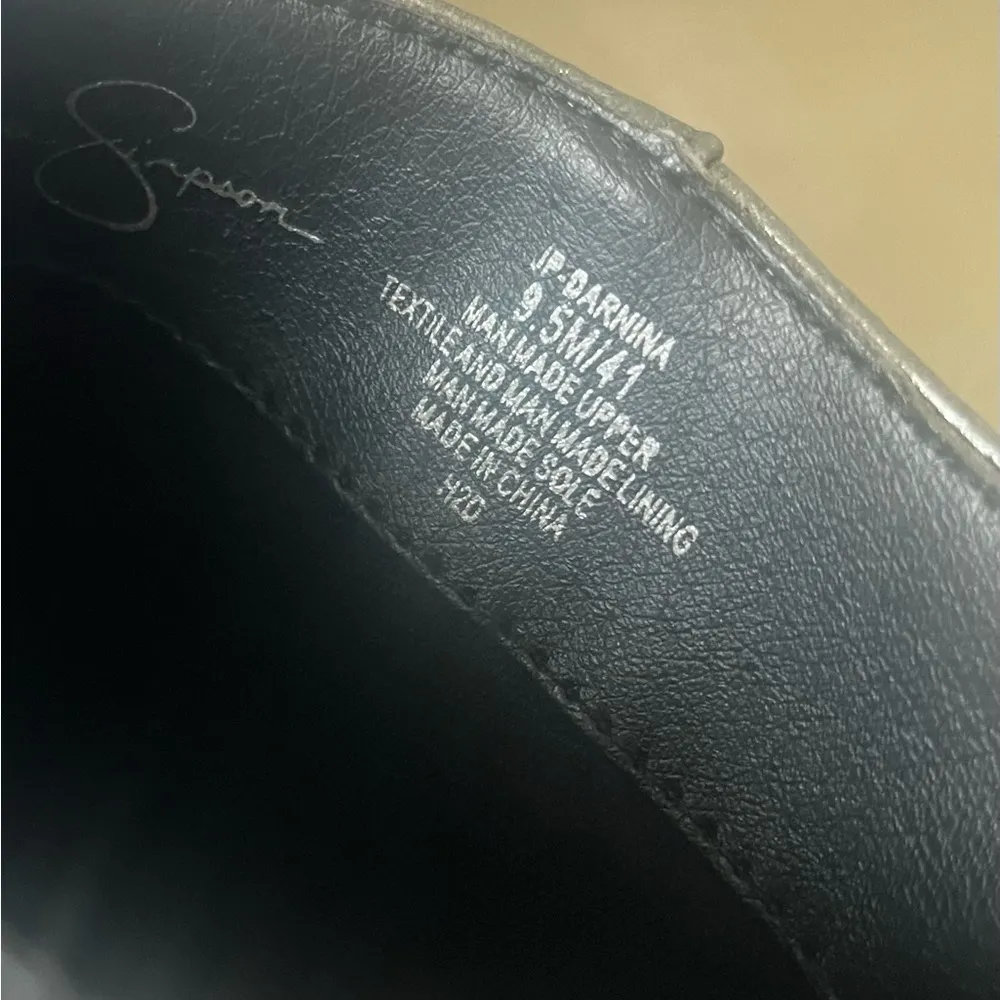 Simpson
JP-DARNINA
9.5M/41
MAN MADE UPPER
TEXTILE AND MAN MADE LINING
MAN MADE SOLE
MADE IN CHINA
H2D